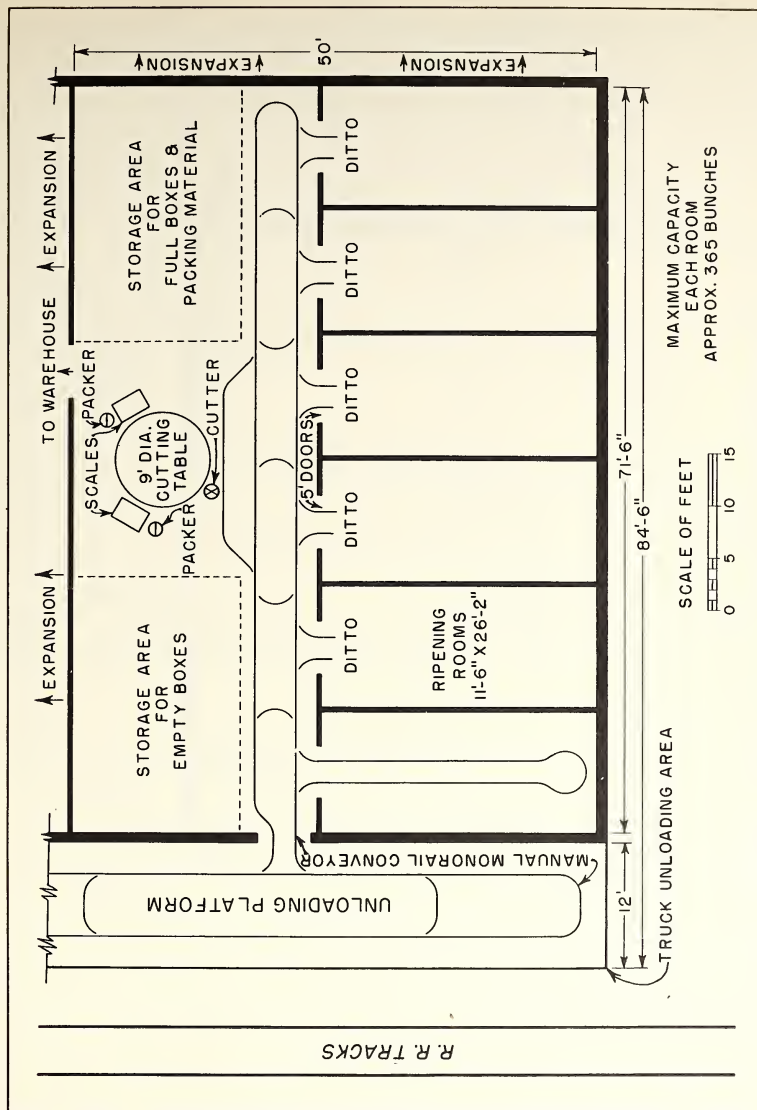 TO WAREHOUSE
EXPANSION
EXPANSION
EXPANSION
STORAGE AREA
FOR
EMPTY BOXES
SCALES
PACKER
9' DIA.
CUTTING
TABLE
PACKER
CUTTER
STORAGE AREA
FOR
FULL BOXES &
PACKING MATERIAL
EXPANSION
50'
EXPANSION
5' DOORS
DITTO
DITTO
DITTO
DITTO
DITTO
RIPENING
ROOMS
11'-6" X 26'-2"
UNLOADING PLATFORM
MANUAL MONORAIL CONVEYOR
R. R. TRACKS
12'
71'-6"
84'-6"
TRUCK UNLOADING AREA
SCALE OF FEET
0 5 10 15
MAXIMUM CAPACITY
EACH ROOM
APPROX. 365 BUNCHES